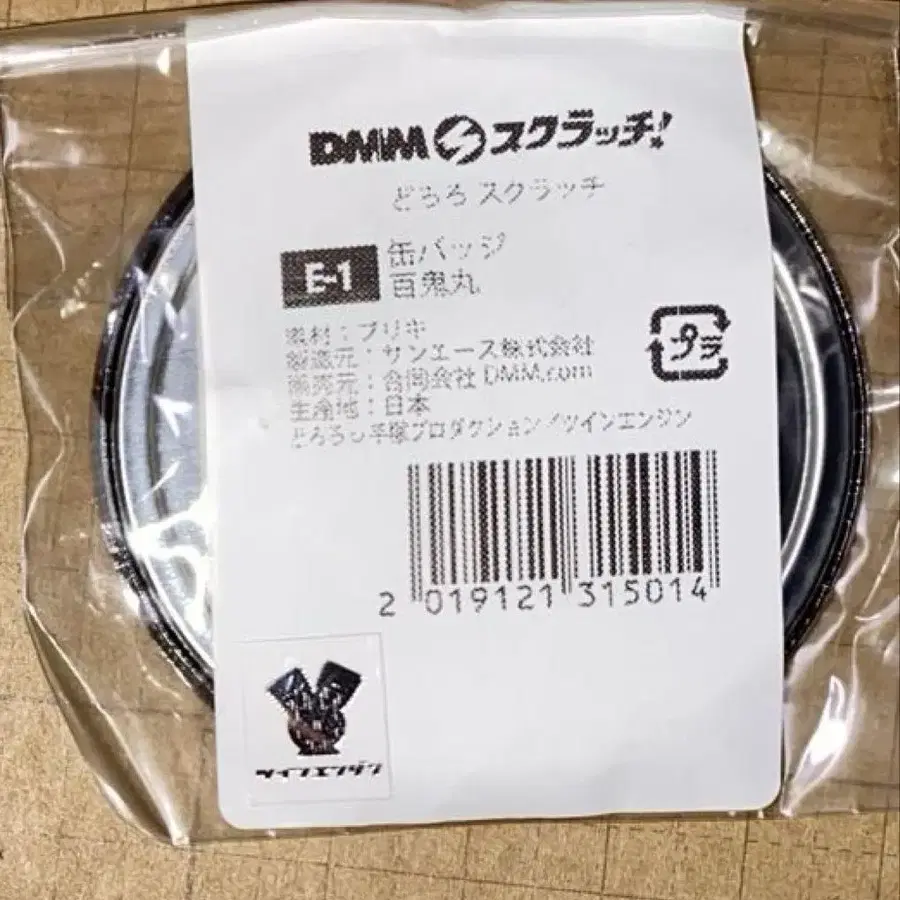 DMMスクラッチ!
どろろ スクラッチ
E-1
缶バッジ
百鬼丸
素材:ブリキ
製造元:サンエース株式会社
販売元:合同会社 DMM.com
生産地:日本
どろろ©手塚プロダクション/ツインエンジン
プラ
2 019121 315014
ツインエンジン